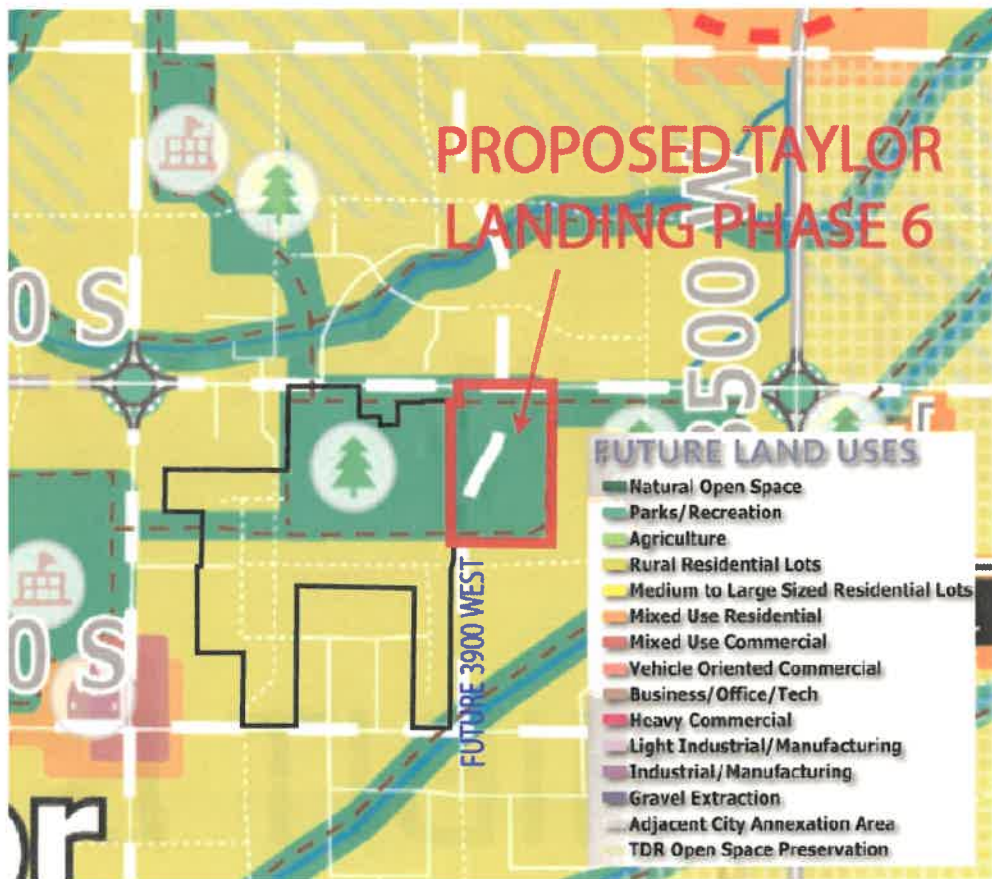 PROPOSED TAYLOR
LANDING PHASE 6
0 S
3500 W
FUTURE LAND USES
Natural Open Space
Parks/Recreation
Agriculture
Rural Residential Lots
Medium to Large Sized Residential Lots
Mixed Use Residential
Mixed Use Commercial
Vehicle Oriented Commercial
Business/Office/Tech
Heavy Commercial
Light Industrial/Manufacturing
Industrial/Manufacturing
Gravel Extraction
Adjacent City Annexation Area
TDR Open Space Preservation
0 S
FUTURE 3900 WEST
or